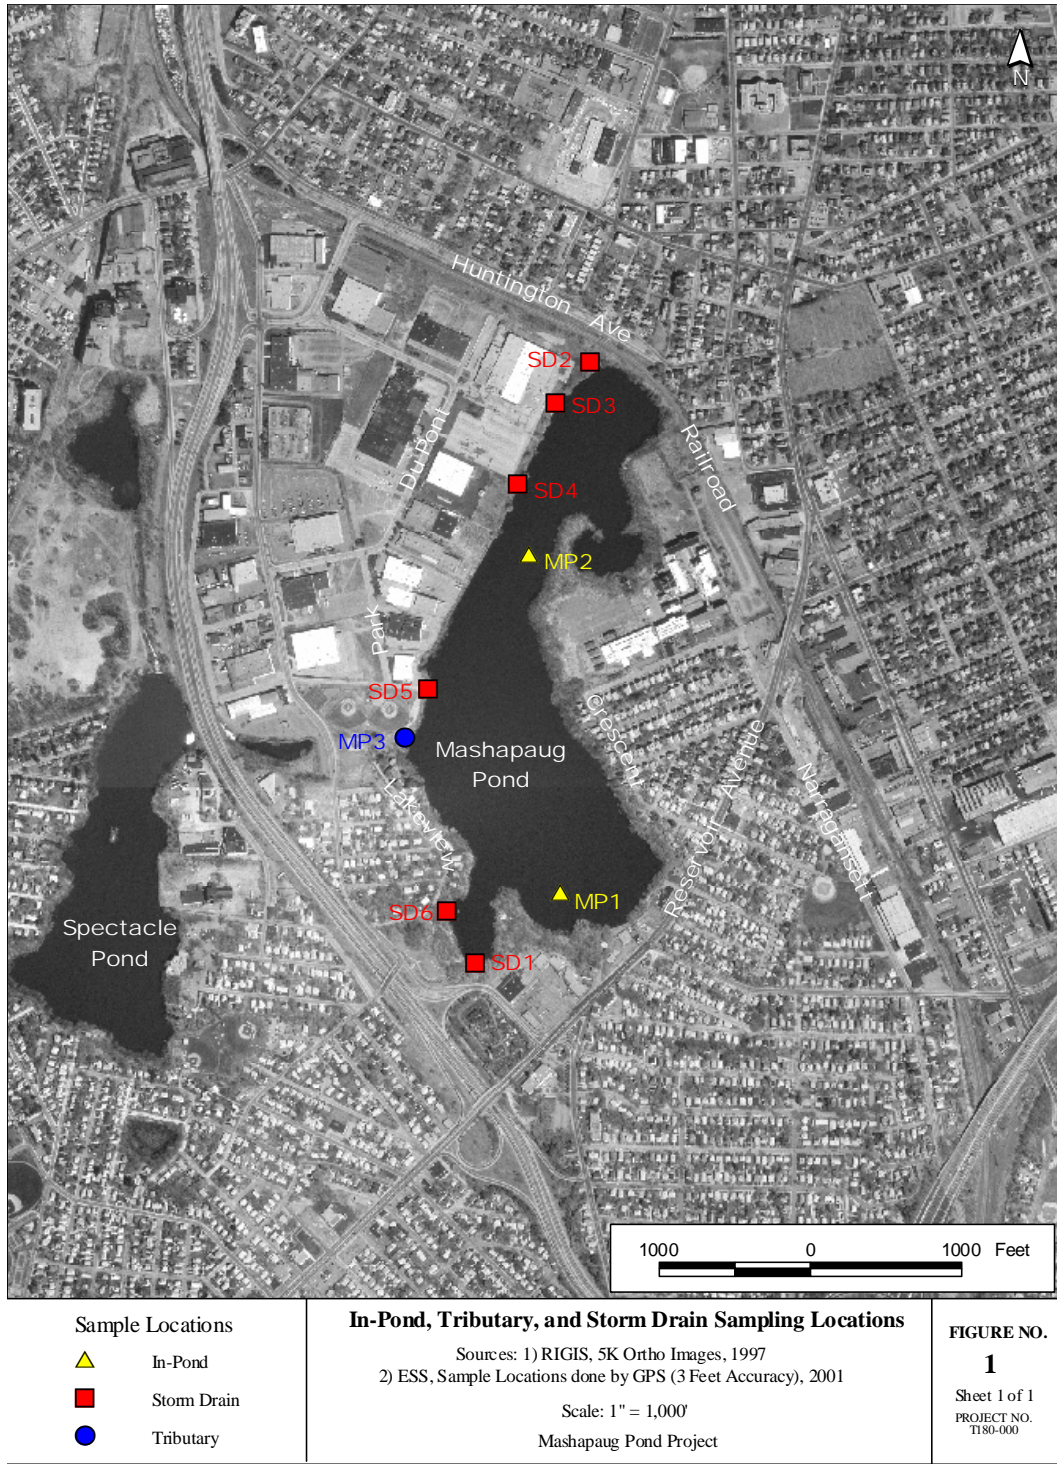 N
Huntington Ave
SD2
SD3
Du Pont
Railroad
SD4
MP2
Park
SD5
Crescent
MP3
Mashapaug
Pond
Lakeview
Reservoir Avenue
Narragansett
MP1
SD6
Spectacle
Pond
SD1
1000 0 1000 Feet
Sample Locations
In-Pond
Storm Drain
Tributary
In-Pond, Tributary, and Storm Drain Sampling Locations
Sources: 1) RIGIS, 5K Ortho Images, 1997
2) ESS, Sample Locations done by GPS (3 Feet Accuracy), 2001
Scale: 1" = 1,000'
Mashapaug Pond Project
FIGURE NO.
1
Sheet 1 of 1
PROJECT NO.
T180-000